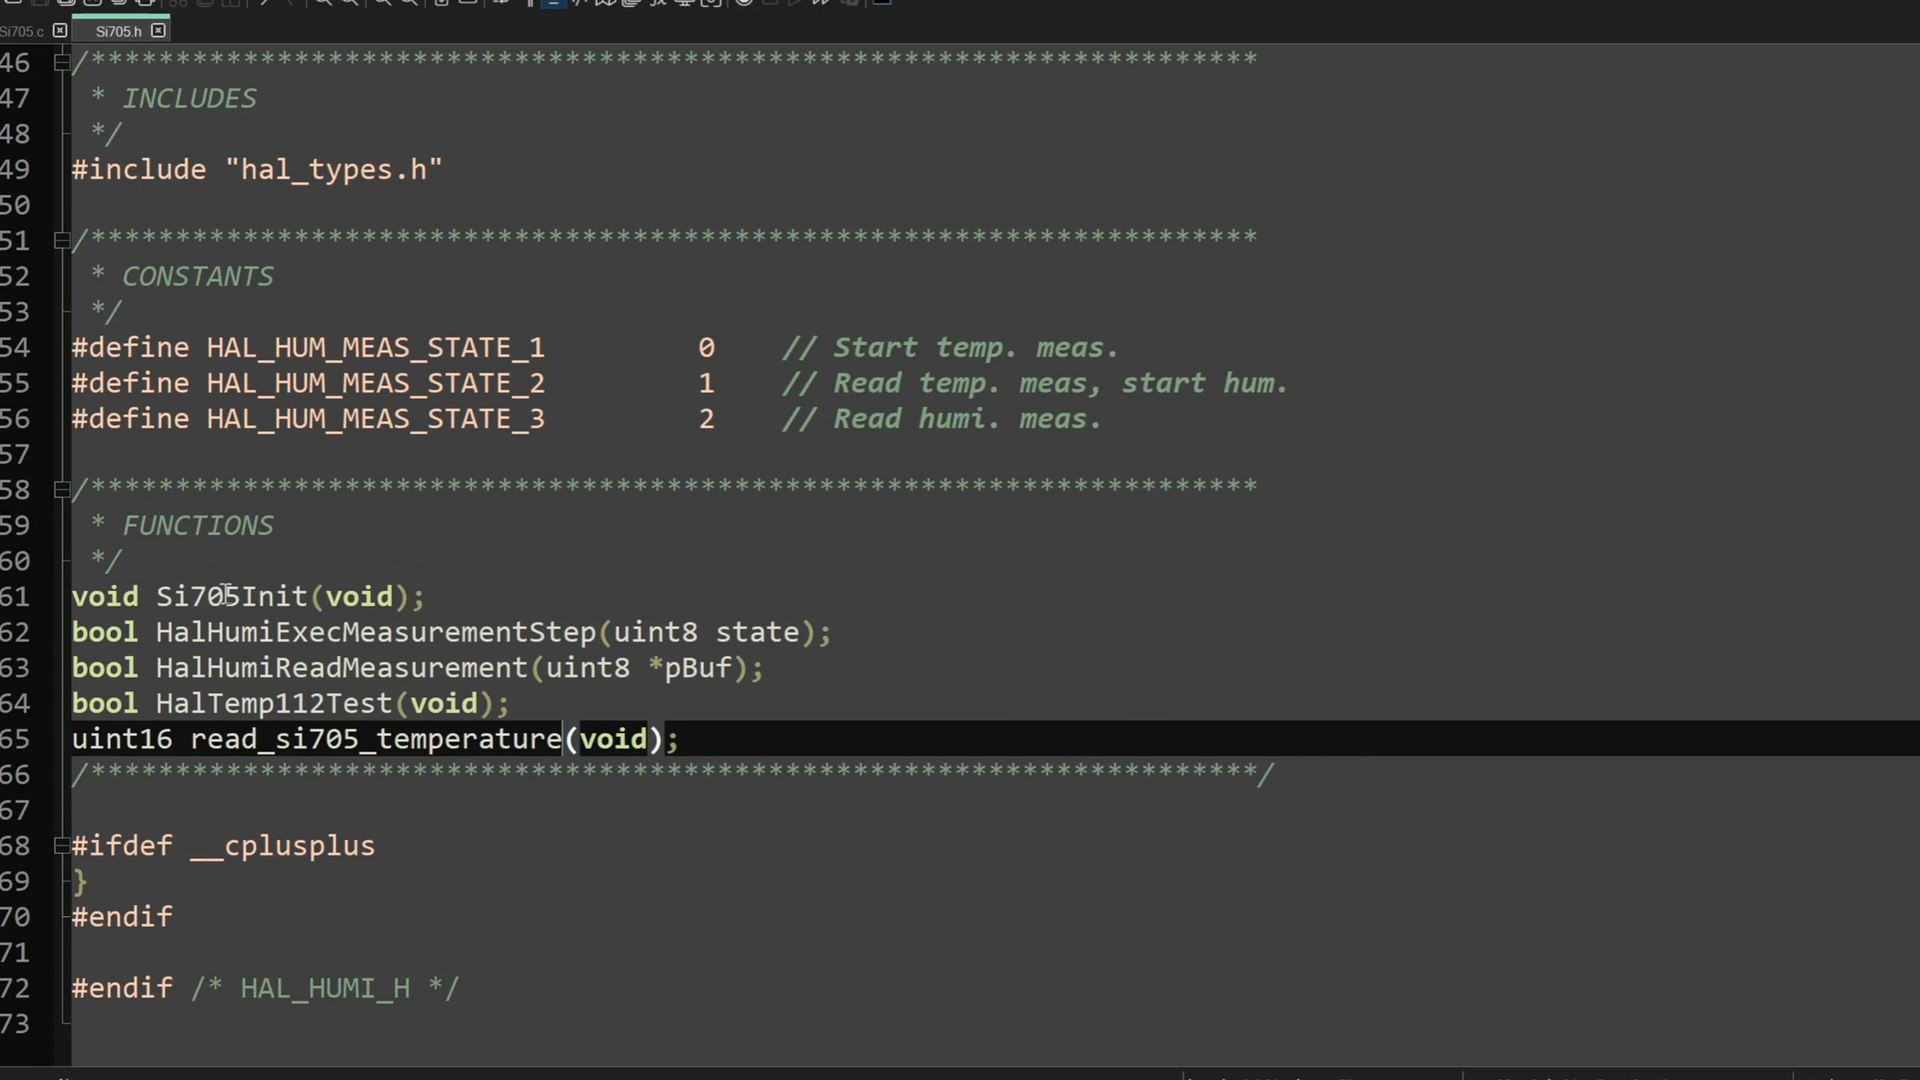 Si705.c Si705.h
46 /*********************************************************************
47 * INCLUDES
48 */
49 #include "hal_types.h"
50
51 /*********************************************************************
52 * CONSTANTS
53 */
54 #define HAL_HUM_MEAS_STATE_1 0 // Start temp. meas.
55 #define HAL_HUM_MEAS_STATE_2 1 // Read temp. meas, start hum.
56 #define HAL_HUM_MEAS_STATE_3 2 // Read humi. meas.
57
58 /*********************************************************************
59 * FUNCTIONS
60 */
61 void Si705Init(void);
62 bool HalHumiExecMeasurementStep(uint8 state);
63 bool HalHumiReadMeasurement(uint8 *pBuf);
64 bool HalTemp112Test(void);
65 uint16 read_si705_temperature(void);
66 /*********************************************************************/
67
68 #ifdef __cplusplus
69 }
70 #endif
71
72 #endif /* HAL_HUMI_H */
73